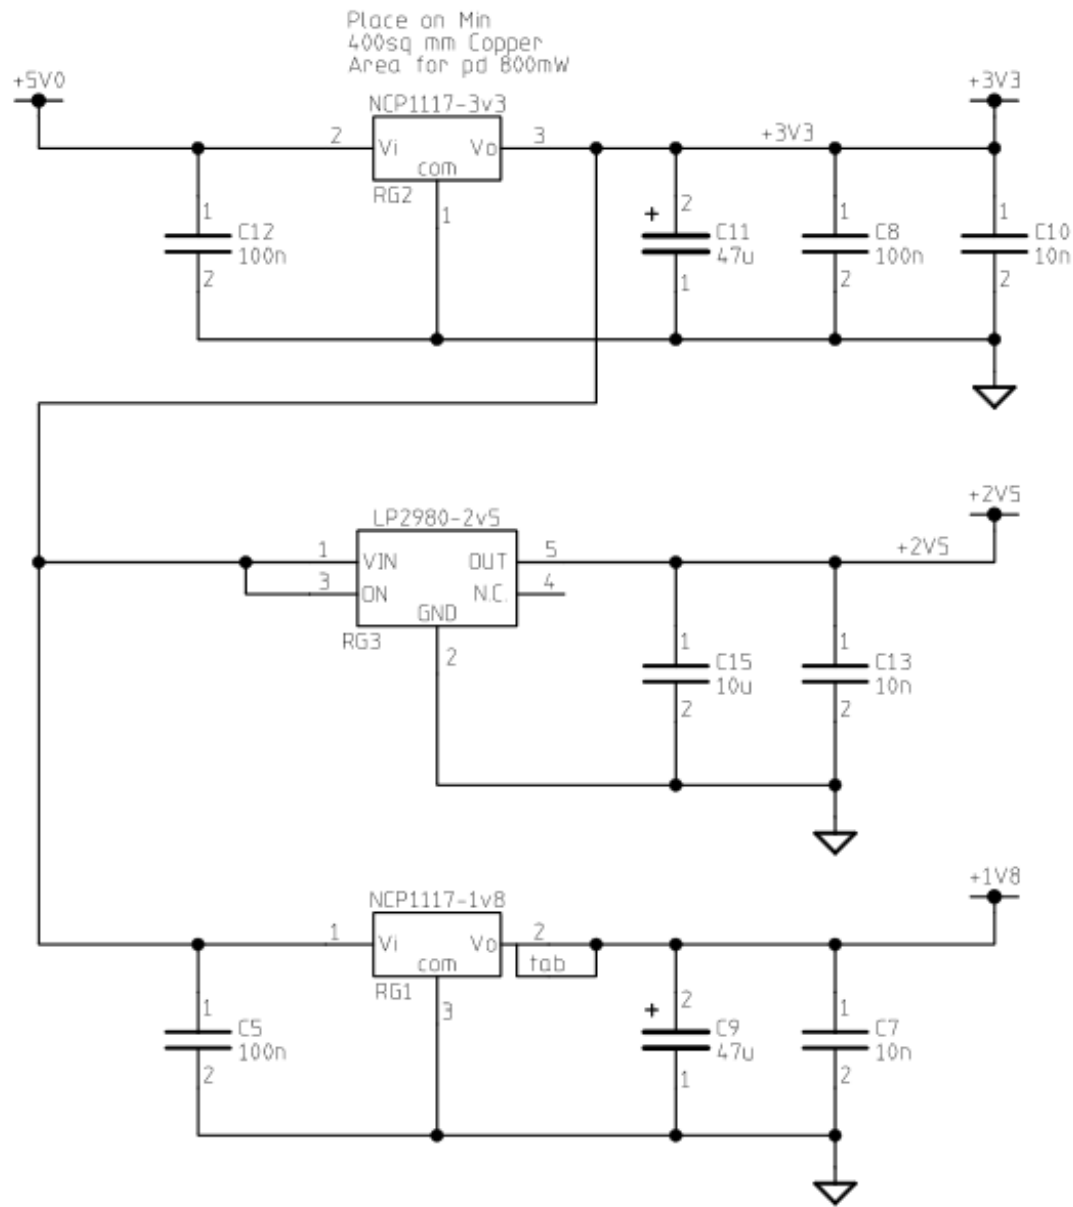 Place on Min
400sq mm Copper
Area for pd 800mW
+5V0
+3V3
NCP1117-3v3
2
Vi
Vo
3
+3V3
com
RG2
1
1
C12
100n
2
+
2
C11
47u
1
1
C8
100n
2
1
C10
10n
2
+2V5
LP2980-2v5
1
VIN
OUT
5
+2V5
3
ON
N.C.
4
GND
RG3
2
1
C15
10u
2
1
C13
10n
2
+1V8
NCP1117-1v8
1
Vi
Vo
2
tab
com
RG1
3
1
C5
100n
2
+
2
C9
47u
1
1
C7
10n
2